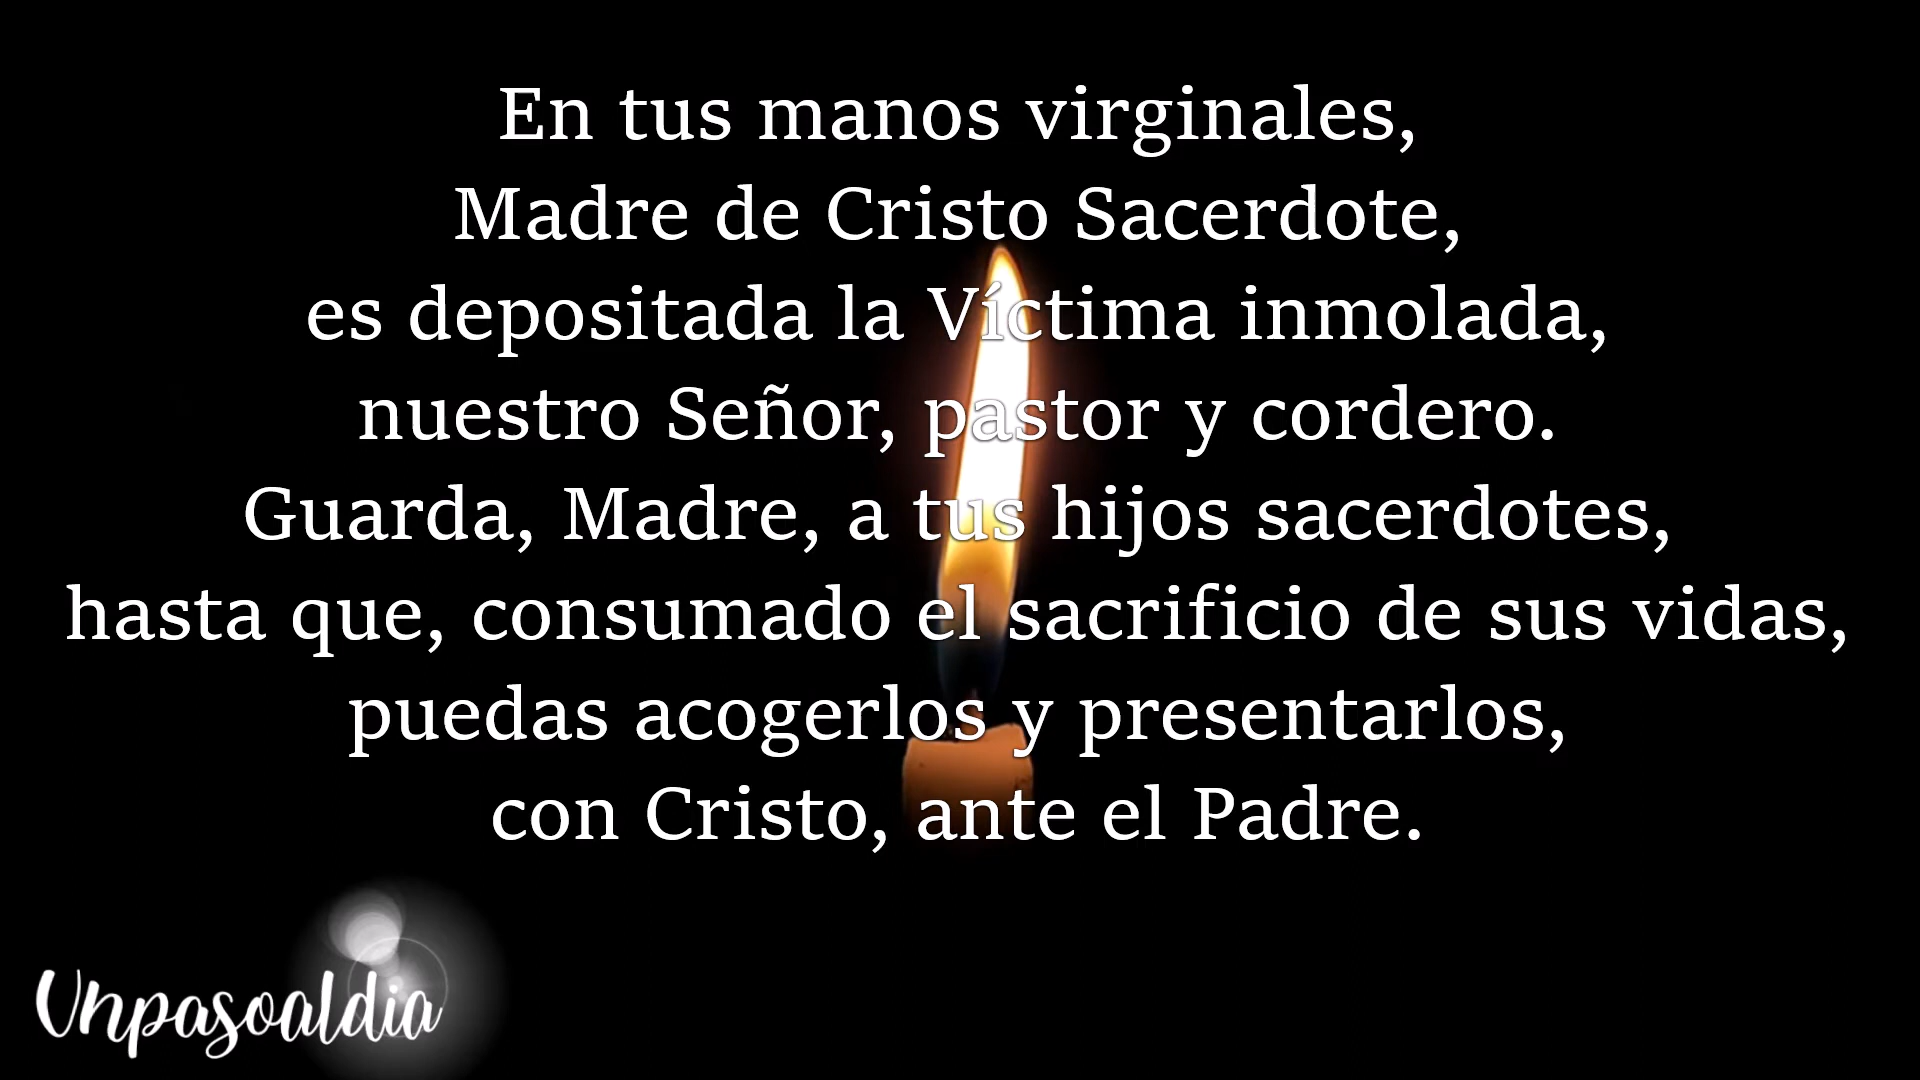 En tus manos virginales,
Madre de Cristo Sacerdote,
es depositada la Víctima inmolada,
nuestro Señor, pastor y cordero.
Guarda, Madre, a tus hijos sacerdotes,
hasta que, consumado el sacrificio de sus vidas,
puedas acogerlos y presentarlos,
con Cristo, ante el Padre.
Unpasoaldia